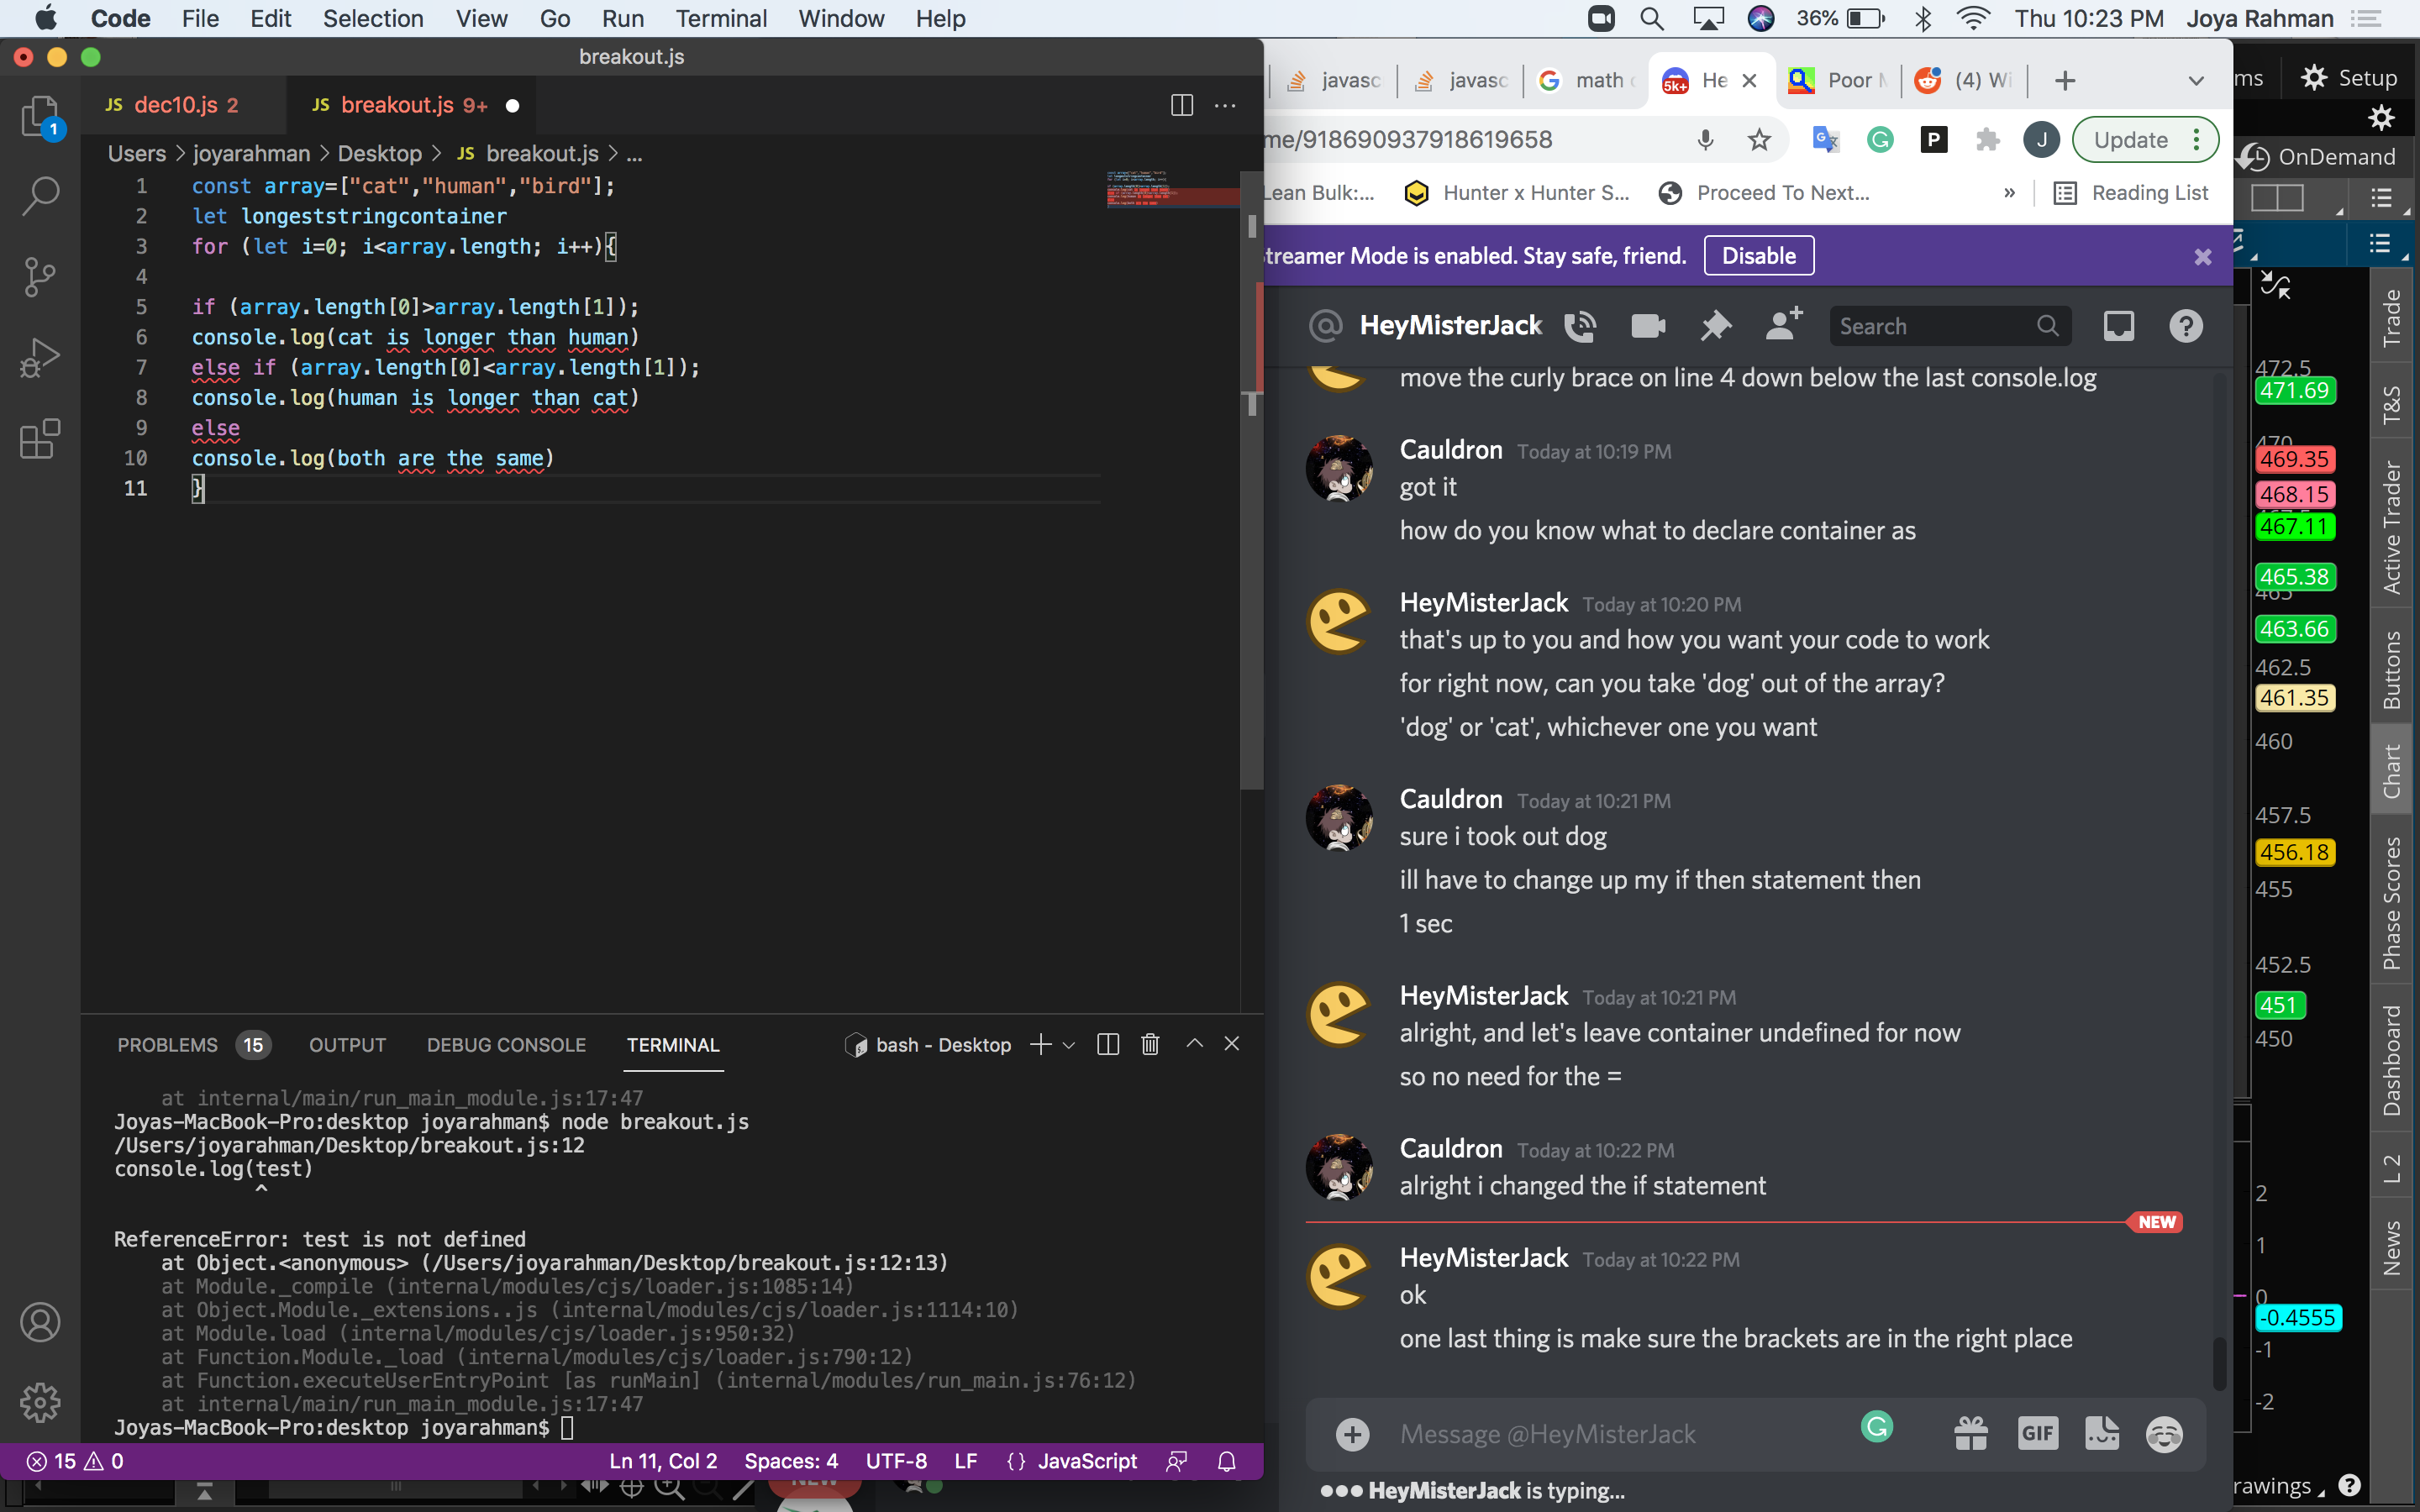 Code File Edit Selection View Go Run Terminal Window Help 36% Thu 10:23 PM Joya Rahman
breakout.js
JS dec10.js 2 JS breakout.js 9+
Users > joyarahman > Desktop > JS breakout.js > ...
1 const array=["cat","human","bird"];
2 let longeststringcontainer
3 for (let i=0; i<array.length; i++){
4
5 if (array.length[0]>array.length[1]);
6 console.log(cat is longer than human)
7 else if (array.length[0]<array.length[1]);
8 console.log(human is longer than cat)
9 else
10 console.log(both are the same)
11 }
PROBLEMS 15 OUTPUT DEBUG CONSOLE TERMINAL bash - Desktop
at internal/main/run_main_module.js:17:47
Joyas-MacBook-Pro:desktop joyarahman$ node breakout.js
/Users/joyarahman/Desktop/breakout.js:12
console.log(test)
^
ReferenceError: test is not defined
at Object.<anonymous> (/Users/joyarahman/Desktop/breakout.js:12:13)
at Module._compile (internal/modules/cjs/loader.js:1085:14)
at Object.Module._extensions..js (internal/modules/cjs/loader.js:1114:10)
at Module.load (internal/modules/cjs/loader.js:950:32)
at Function.Module._load (internal/modules/cjs/loader.js:790:12)
at Function.executeUserEntryPoint [as runMain] (internal/modules/run_main.js:76:12)
at internal/main/run_main_module.js:17:47
Joyas-MacBook-Pro:desktop joyarahman$
15 0 Ln 11, Col 2 Spaces: 4 UTF-8 LF {} JavaScript
NEW
javasc javasc math 5k+ He Poor (4) Wi
me/918690937918619658 P J Update
Lean Bulk:... Hunter x Hunter S... Proceed To Next... » Reading List
Streamer Mode is enabled. Stay safe, friend. Disable
@ HeyMisterJack Search
move the curly brace on line 4 down below the last console.log
Cauldron Today at 10:19 PM
got it
how do you know what to declare container as
HeyMisterJack Today at 10:20 PM
that's up to you and how you want your code to work
for right now, can you take 'dog' out of the array?
'dog' or 'cat', whichever one you want
Cauldron Today at 10:21 PM
sure i took out dog
ill have to change up my if then statement then
1 sec
HeyMisterJack Today at 10:21 PM
alright, and let's leave container undefined for now
so no need for the =
Cauldron Today at 10:22 PM
alright i changed the if statement
NEW
HeyMisterJack Today at 10:22 PM
ok
one last thing is make sure the brackets are in the right place
Message @HeyMisterJack GIF
HeyMisterJack is typing...
ms Setup
OnDemand
472.5
471.69
470
469.35
468.15
467.11
465.38
465
463.66
462.5
461.35
460
457.5
456.18
455
452.5
451
450
2
1
0
-0.4555
-1
-2
rawings
Trade
T&S
Active Trader
Buttons
Chart
Phase Scores
Dashboard
L 2
News